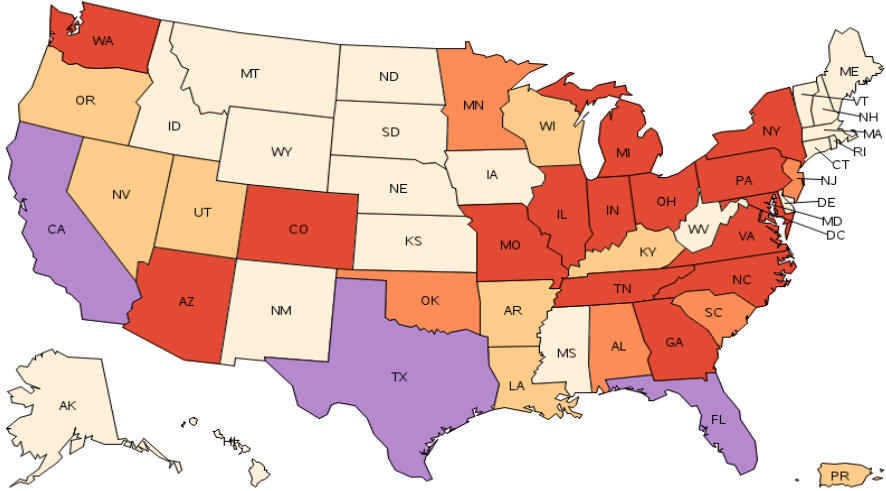 WA
MT
ND
MN
ME
OR
ID
SD
WI
VT
NH
MA
NY
MI
RI
CT
WY
IA
NE
PA
NJ
NV
UT
IL
IN
OH
DE
MD
DC
CA
CO
KS
MO
KY
WV
VA
AZ
NM
OK
AR
TN
NC
SC
MS
AL
GA
TX
LA
FL
AK
HI
PR